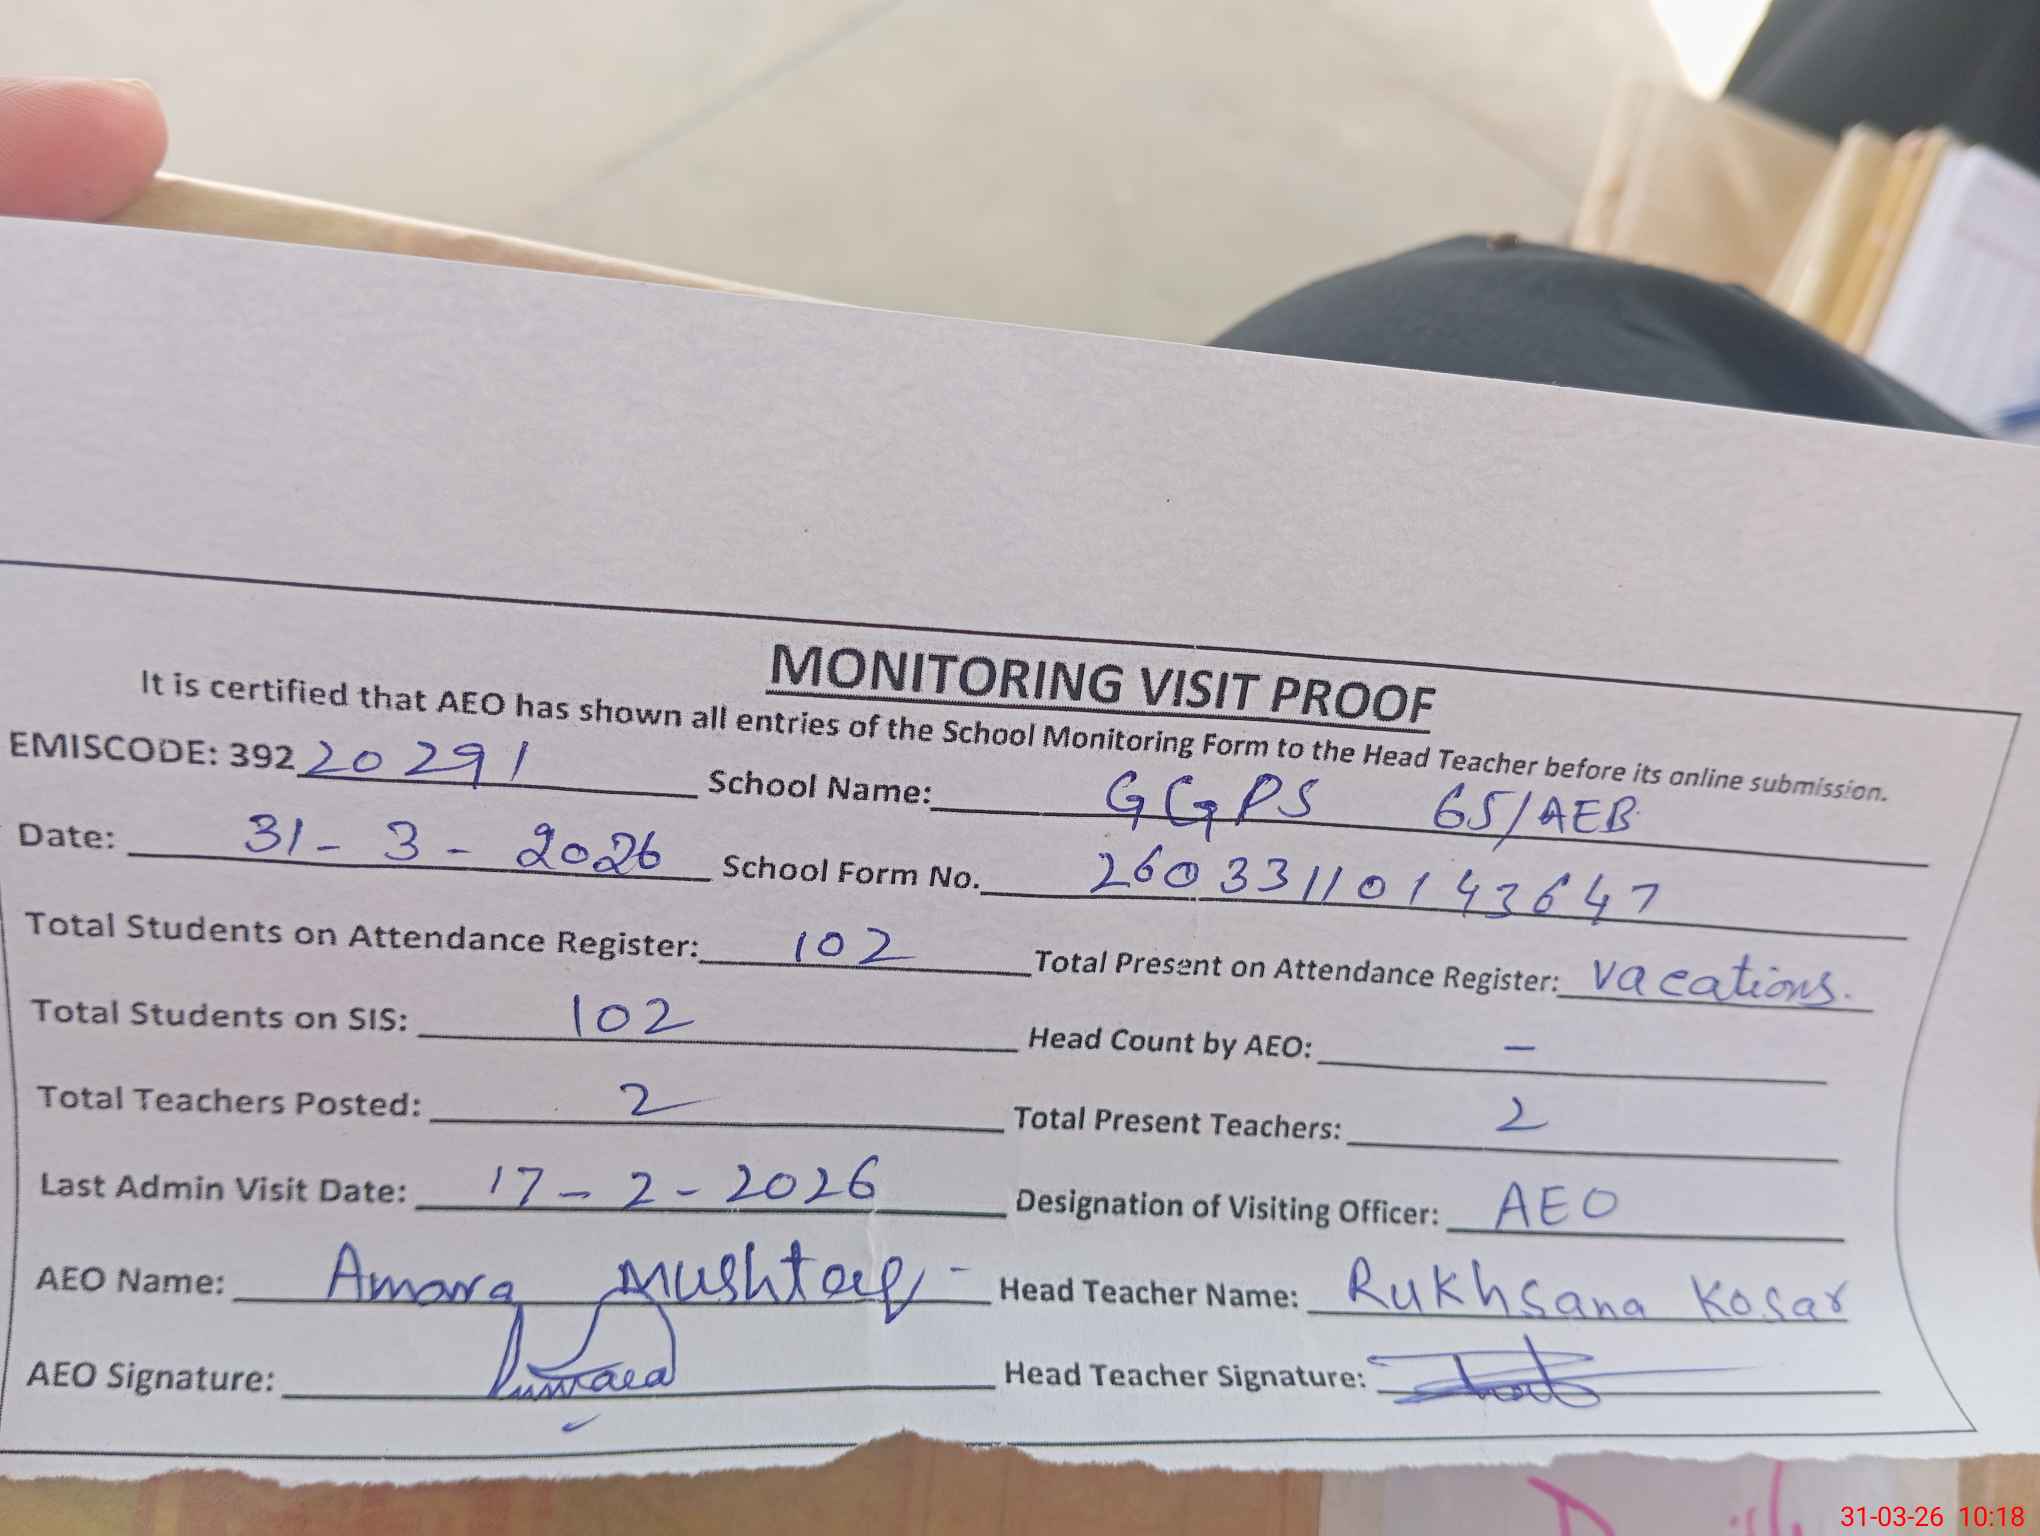 MONITORING VISIT PROOF
It is certified that AEO has shown all entries of the School Monitoring Form to the Head Teacher before its online submission.
EMISCODE: 392 20291 School Name: GGPS 65/AEB
Date: 31-3-2026 School Form No. 26033110143647
Total Students on Attendance Register: 102 Total Present on Attendance Register: vacations.
Total Students on SIS: 102 Head Count by AEO: –
Total Teachers Posted: 2 Total Present Teachers: 2
Last Admin Visit Date: 17-2-2026 Designation of Visiting Officer: AEO
AEO Name: Amara Mushtaq - Head Teacher Name: Rukhsana Kosar
AEO Signature: Head Teacher Signature:
31-03-26 10:18